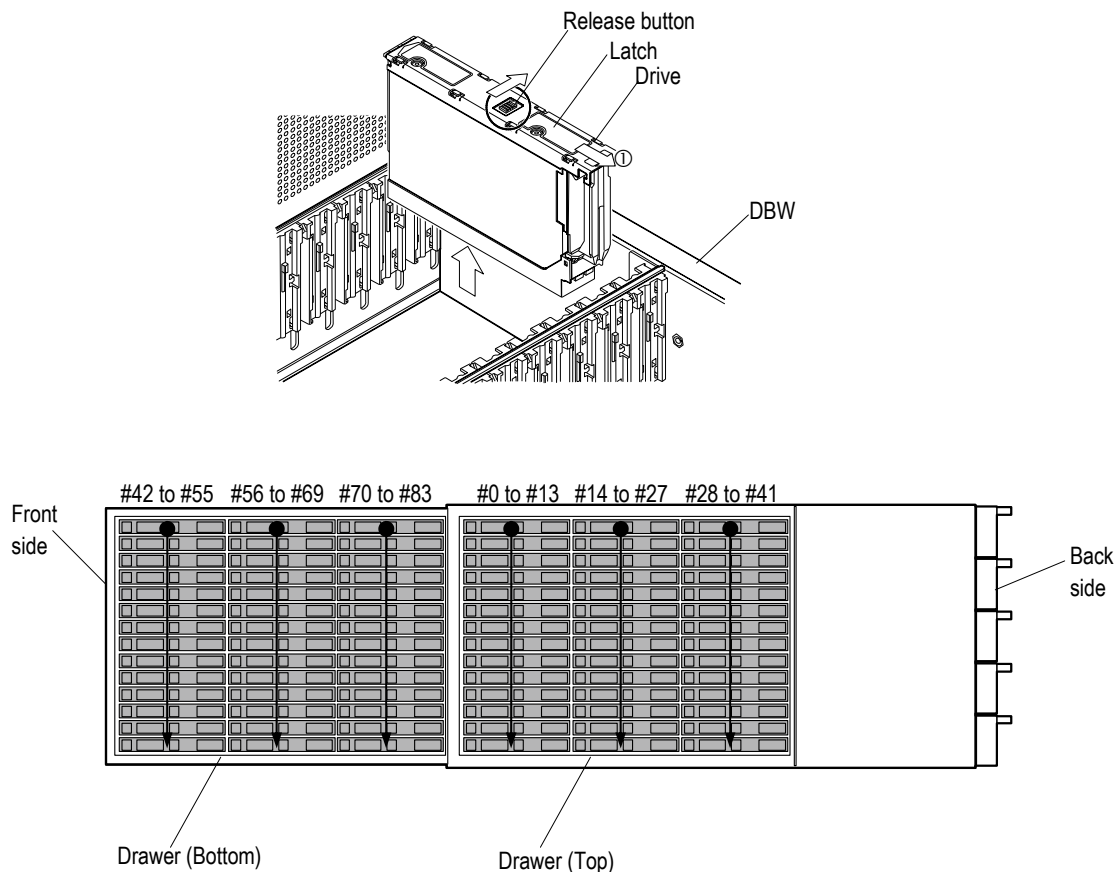 Release button
Latch
Drive
①
DBW
#42 to #55 #56 to #69 #70 to #83 #0 to #13 #14 to #27 #28 to #41
Front
side
Back
side
Drawer (Bottom)
Drawer (Top)